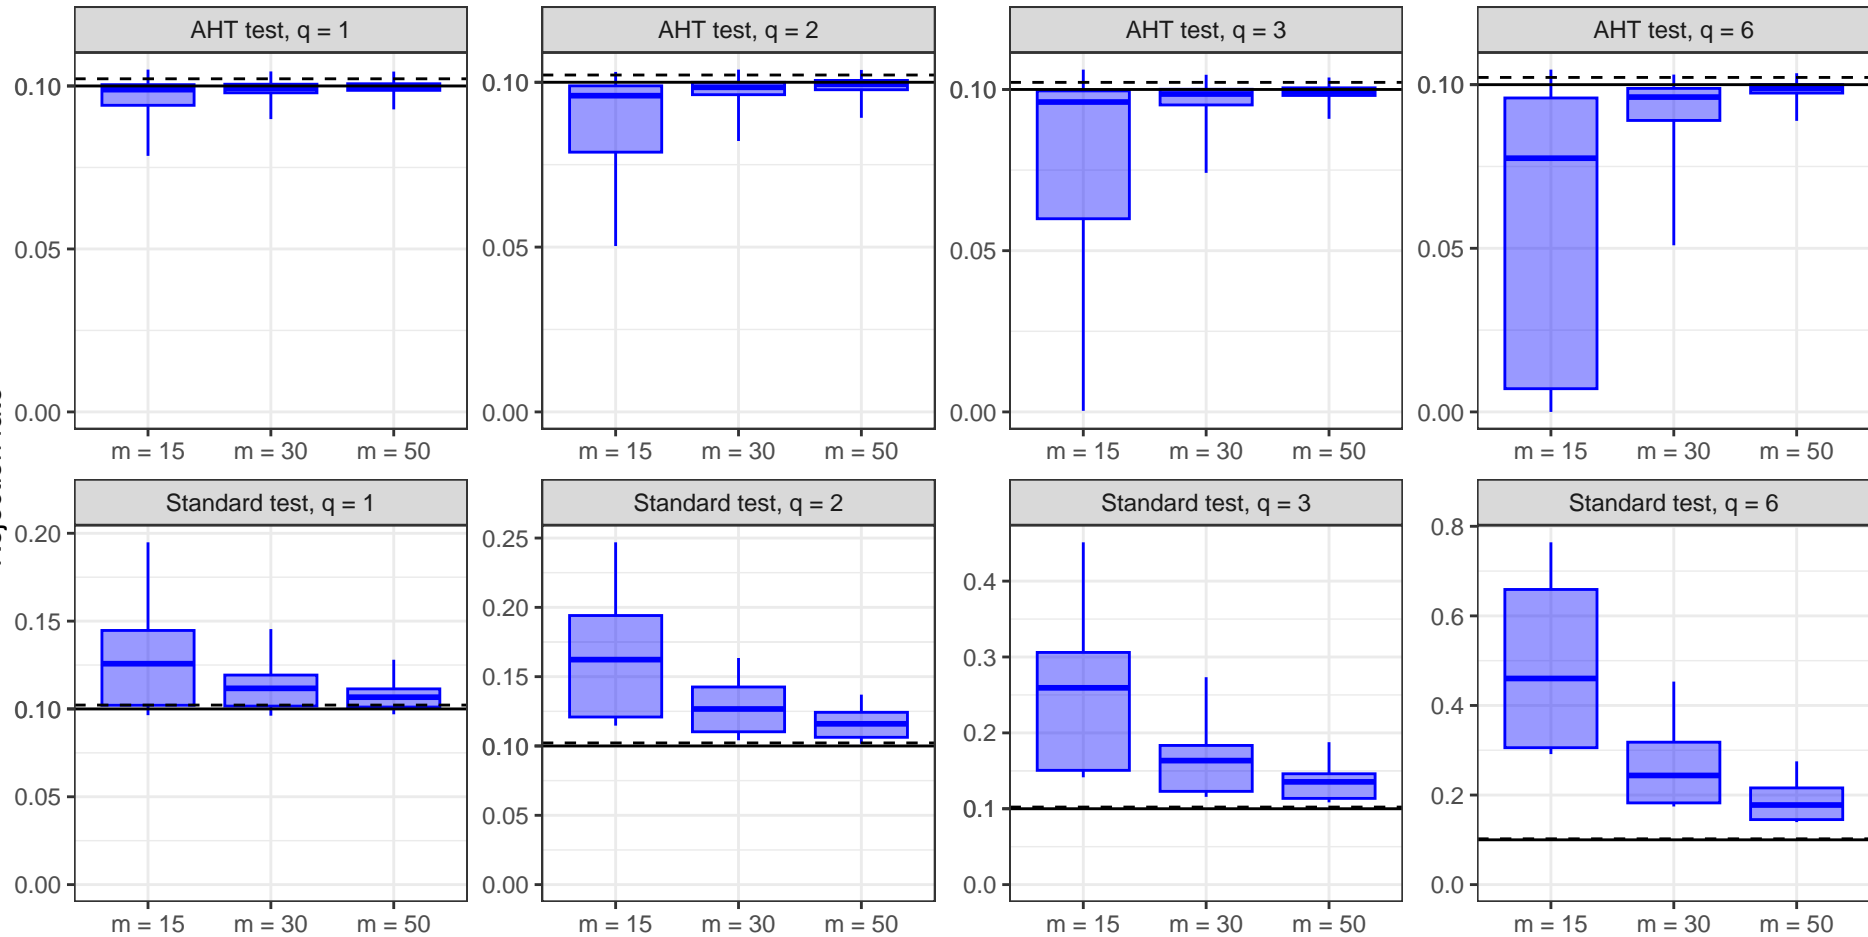 AHT test, q = 1
AHT test, q = 2
AHT test, q = 3
AHT test, q = 6
0.10
0.05
0.00
0.10
0.05
0.00
0.10
0.05
0.00
0.10
0.05
0.00
m = 15 m = 30 m = 50
m = 15 m = 30 m = 50
m = 15 m = 30 m = 50
m = 15 m = 30 m = 50
Standard test, q = 1
Standard test, q = 2
Standard test, q = 3
Standard test, q = 6
0.20
0.15
0.10
0.05
0.00
0.25
0.20
0.15
0.10
0.05
0.00
0.4
0.3
0.2
0.1
0.0
0.8
0.6
0.4
0.2
0.0
m = 15 m = 30 m = 50
m = 15 m = 30 m = 50
m = 15 m = 30 m = 50
m = 15 m = 30 m = 50